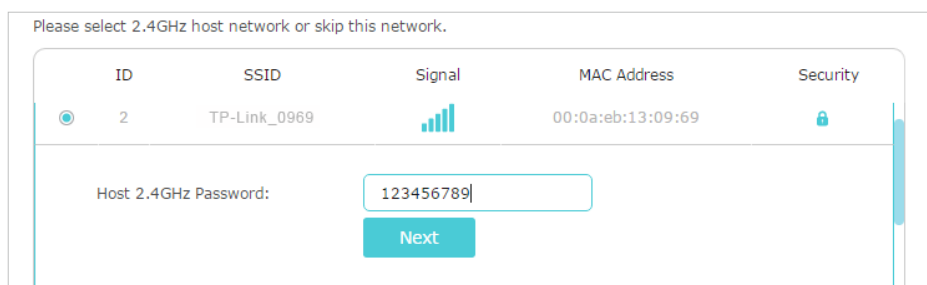 Please select 2.4GHz host network or skip this network.
ID SSID Signal MAC Address Security
2 TP-Link_0969 00:0a:eb:13:09:69
Host 2.4GHz Password: 123456789
Next